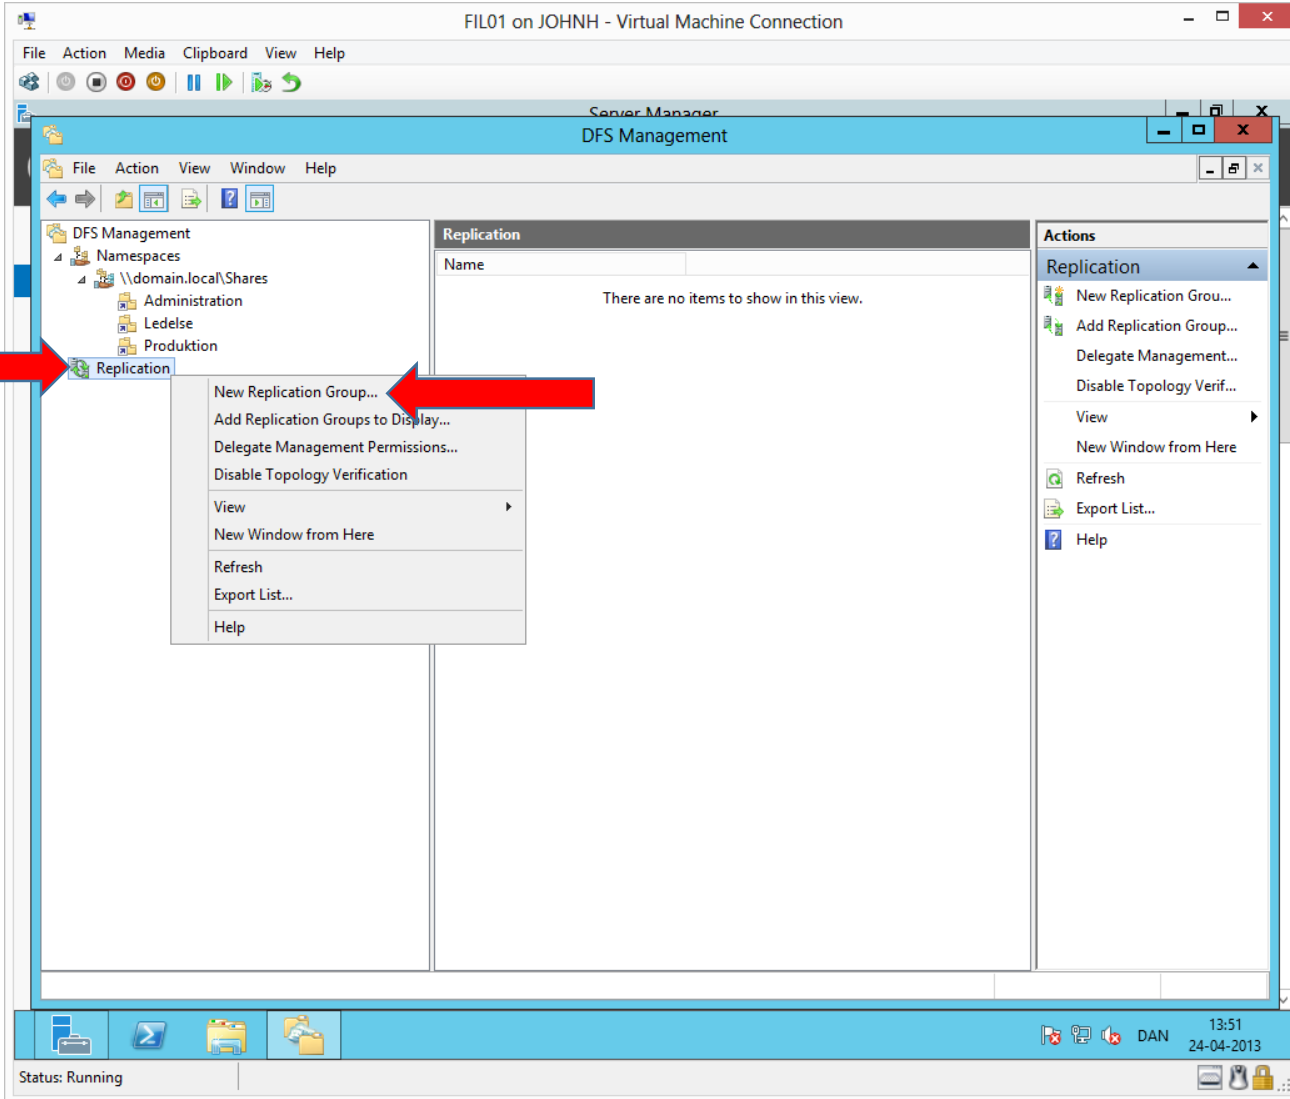 FIL01 on JOHNH - Virtual Machine Connection
File Action Media Clipboard View Help
Server Manager
DFS Management
File Action View Window Help
DFS Management
Namespaces
\\domain.local\Shares
Administration
Ledelse
Produktion
Replication
New Replication Group...
Add Replication Groups to Display...
Delegate Management Permissions...
Disable Topology Verification
View
New Window from Here
Refresh
Export List...
Help
Replication
Name
There are no items to show in this view.
Actions
Replication
New Replication Grou...
Add Replication Group...
Delegate Management...
Disable Topology Verif...
View
New Window from Here
Refresh
Export List...
Help
DAN
13:51
24-04-2013
Status: Running